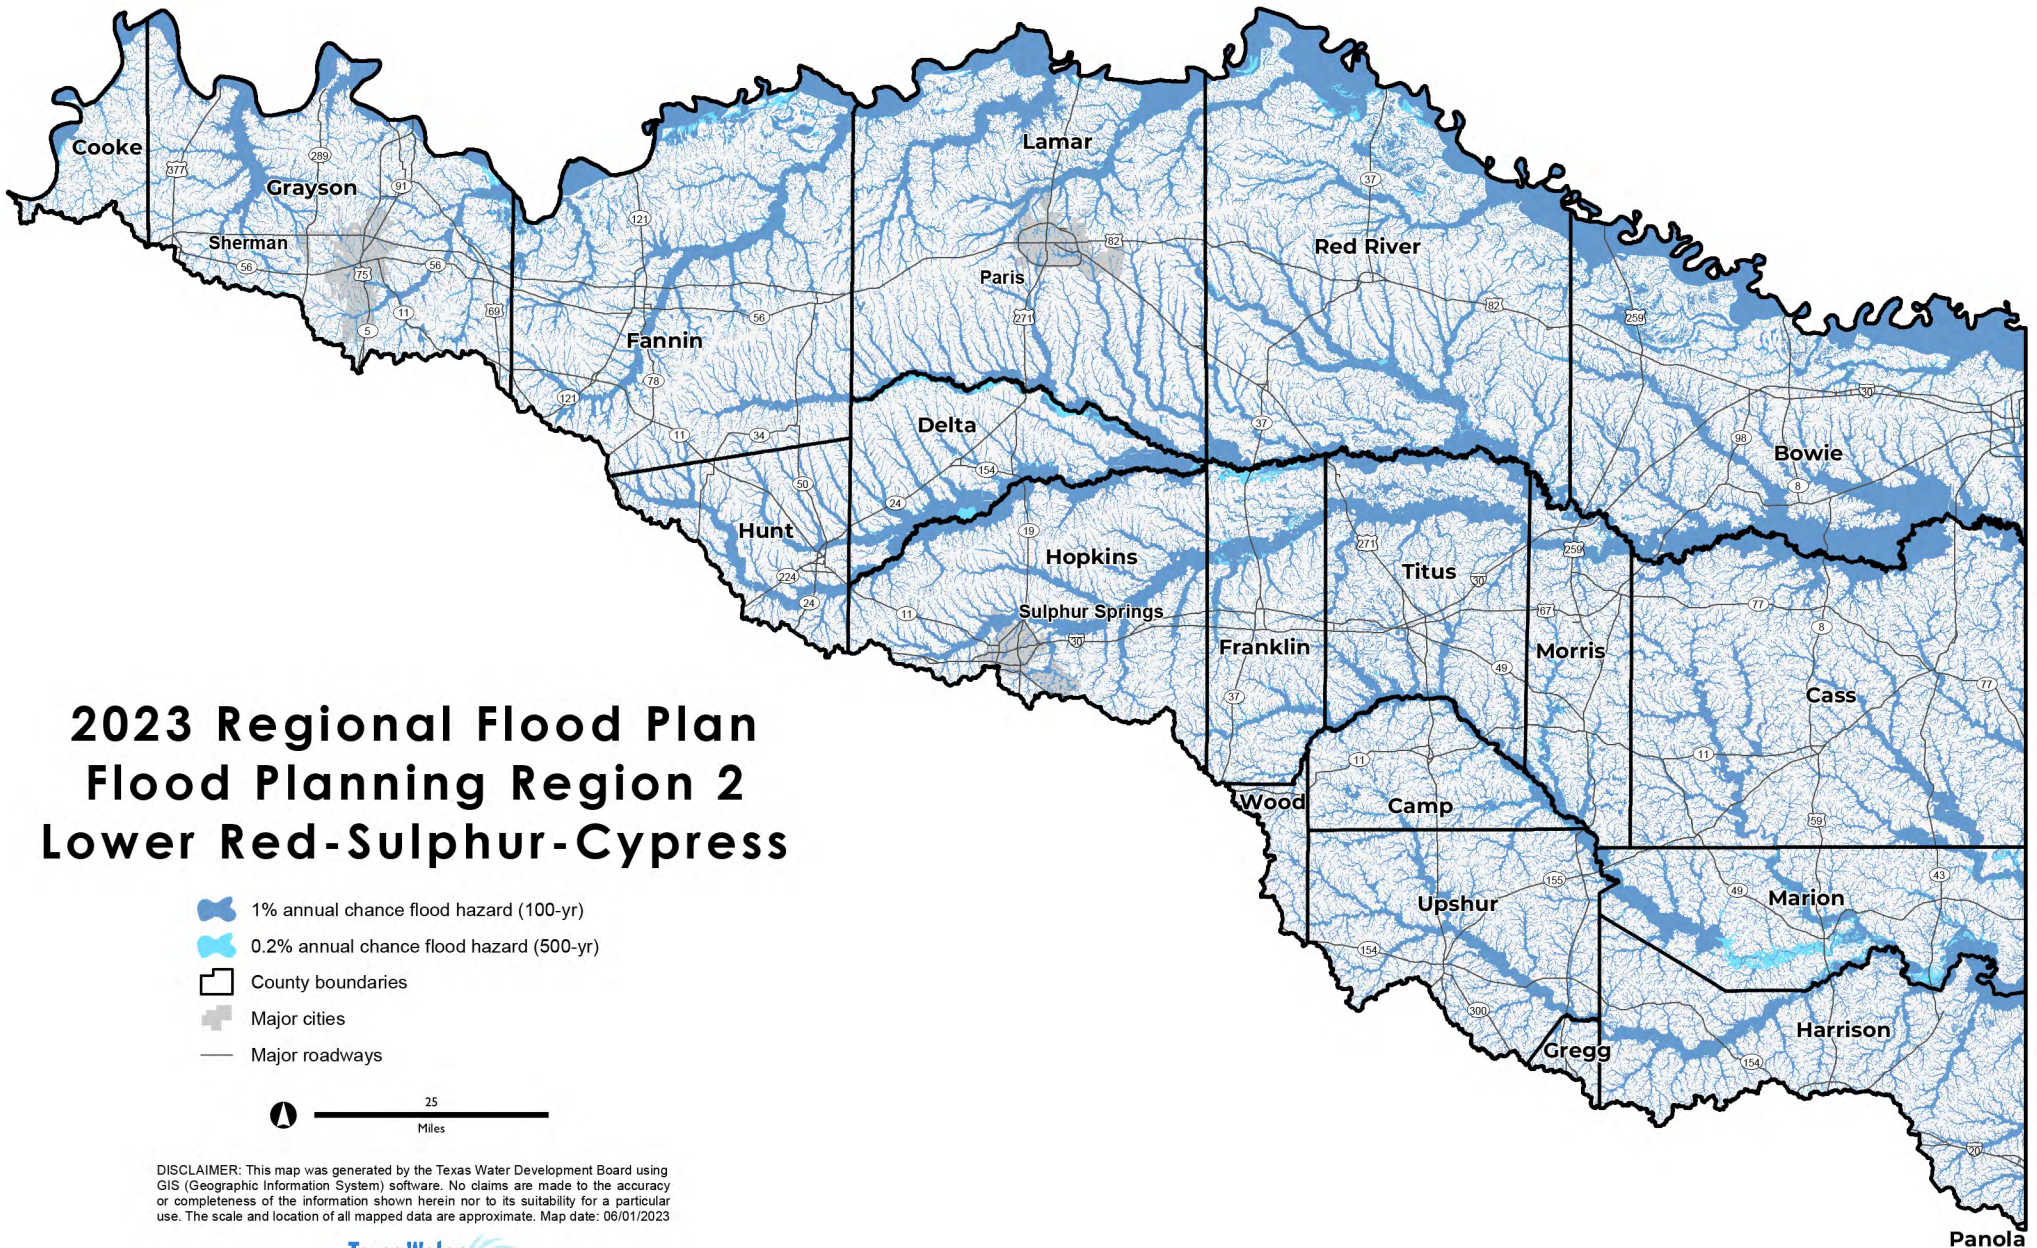 Cooke
377
Grayson
289
91
Sherman
56
75
56
11
5
69
121
Fannin
56
78
121
11
34
Lamar
82
Paris
271
37
Red River
82
259
30
98
Bowie
8
Delta
154
24
37
50
Hunt
224
24
19
Hopkins
11
Sulphur Springs
30
Franklin
37
271
Titus
30
49
259
67
Morris
77
8
Cass
77
11
59
Wood
11
Camp
155
Upshur
154
300
Gregg
49
Marion
43
Harrison
154
20
Panola
2023 Regional Flood Plan
Flood Planning Region 2
Lower Red-Sulphur-Cypress
1% annual chance flood hazard (100-yr)
0.2% annual chance flood hazard (500-yr)
County boundaries
Major cities
Major roadways
25
Miles
DISCLAIMER: This map was generated by the Texas Water Development Board using
GIS (Geographic Information System) software. No claims are made to the accuracy
or completeness of the information shown herein nor to its suitability for a particular
use. The scale and location of all mapped data are approximate. Map date: 06/01/2023
Texas Water